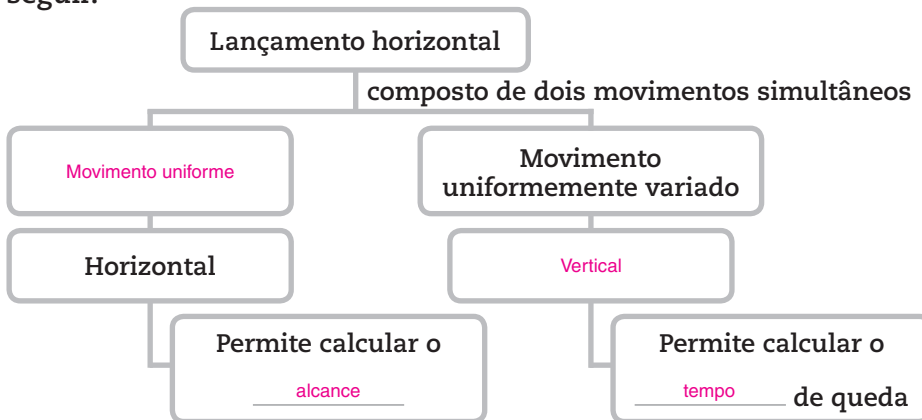 seguir.
Lançamento horizontal
composto de dois movimentos simultâneos
Movimento uniforme
Movimento
uniformemente variado
Horizontal
Vertical
Permite calcular o
alcance
Permite calcular o
tempo de queda